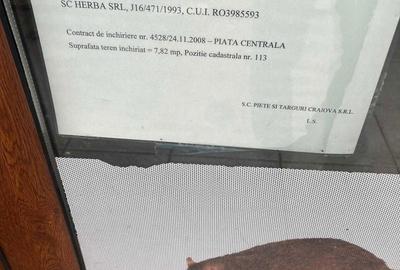 SC HERBA SRL, J16/471/1993, C.U.I. RO3985593
Contract de inchiriere nr. 4528/24.11.2008 – PIATA CENTRALA
Suprafata teren inchiriat = 7,82 mp, Pozitie cadastrala nr. 113
S.C. PIETE SI TARGURI CRAIOVA S.R.L.
L.S.